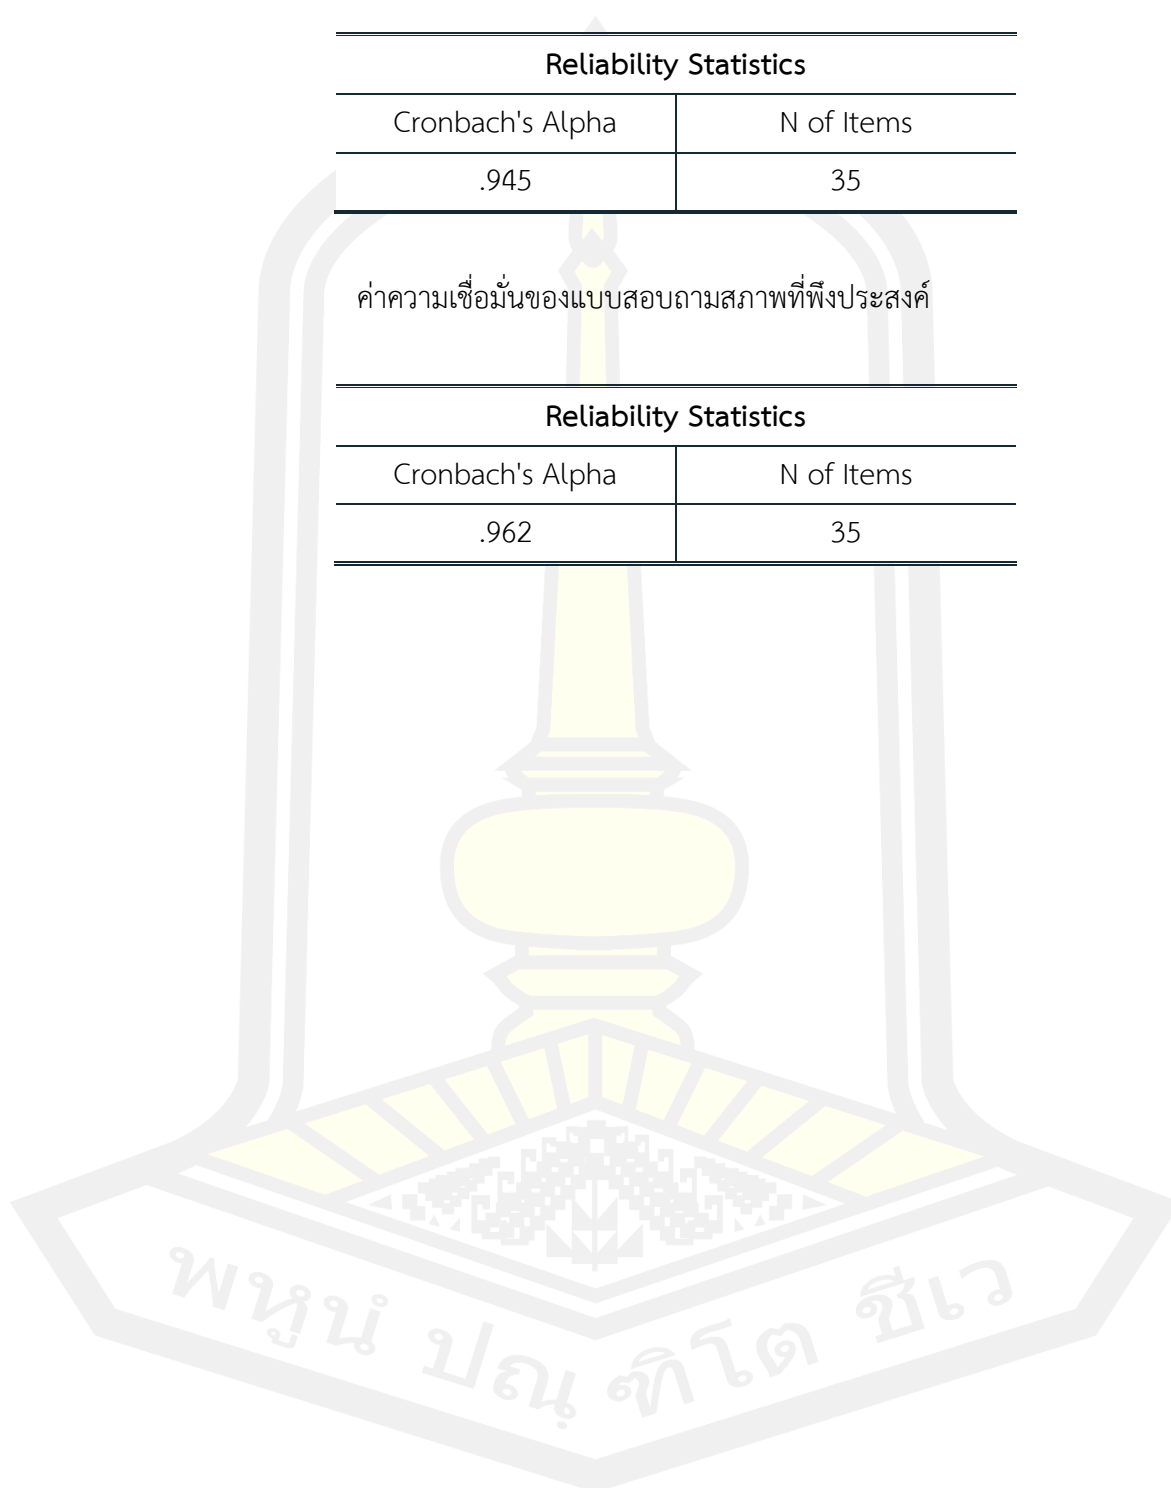 Reliability Statistics
Cronbach's Alpha N of Items
.945 35
ค่าความเชื่อมั่นของแบบสอบถามสภาพที่พึงประสงค์
Reliability Statistics
Cronbach's Alpha N of Items
.962 35
พหูนํ ปณฺฑิโต ชีเว